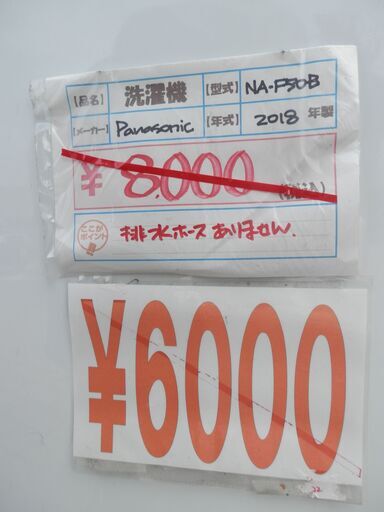 【品名】 洗濯機 【型式】 NA-F50B
【メーカー】 Panasonic 【年式】 2018 年製
¥ 8.000 (税込)
ここがポイント 排水ホース ありません.
¥6000